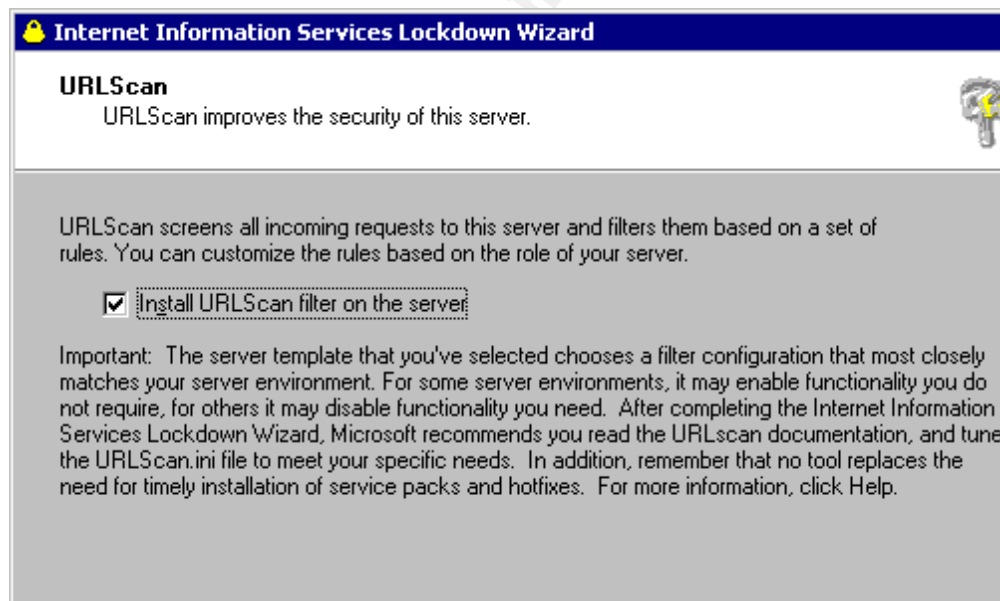 Internet Information Services Lockdown Wizard
URLScan
URLScan improves the security of this server.
URLScan screens all incoming requests to this server and filters them based on a set of
rules. You can customize the rules based on the role of your server.
Install URLScan filter on the server
Important:  The server template that you've selected chooses a filter configuration that most closely
matches your server environment. For some server environments, it may enable functionality you do
not require, for others it may disable functionality you need.  After completing the Internet Information
Services Lockdown Wizard, Microsoft recommends you read the URLscan documentation, and tune
the URLScan.ini file to meet your specific needs.  In addition, remember that no tool replaces the
need for timely installation of service packs and hotfixes.  For more information, click Help.